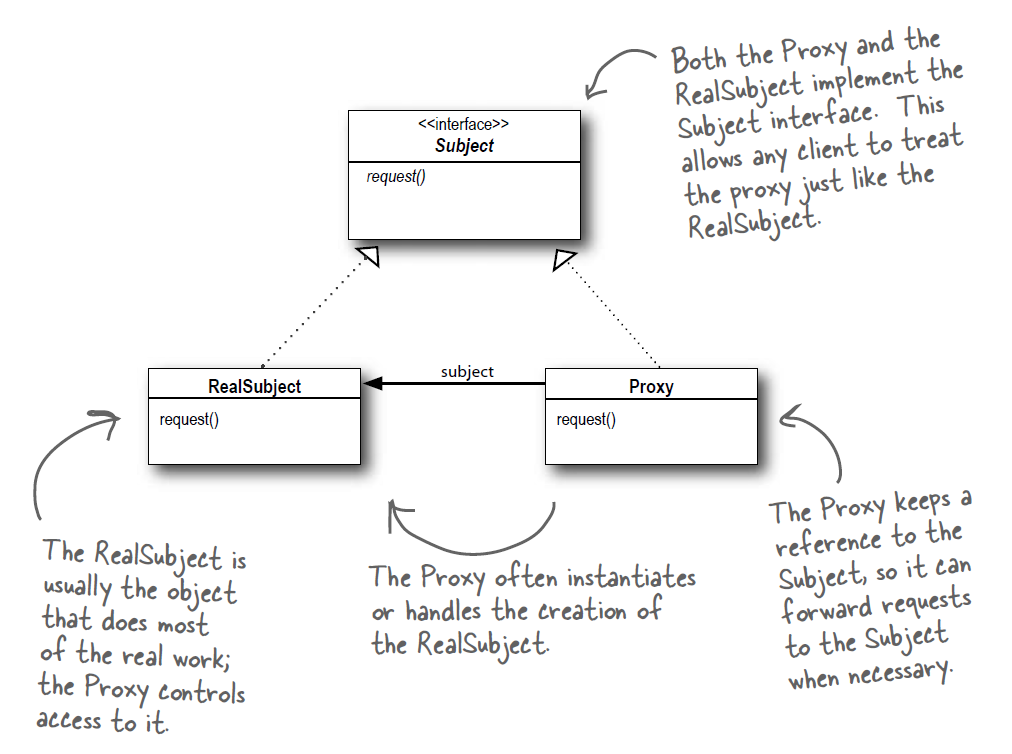 Both the Proxy and the
RealSubject implement the
Subject interface. This
allows any client to treat
the proxy just like the
RealSubject.
<<interface>>
Subject
request()
subject
RealSubject
request()
Proxy
request()
The RealSubject is
usually the object
that does most
of the real work;
the Proxy controls
access to it.
The Proxy often instantiates
or handles the creation of
the RealSubject.
The Proxy keeps a
reference to the
Subject, so it can
forward requests
to the Subject
when necessary.